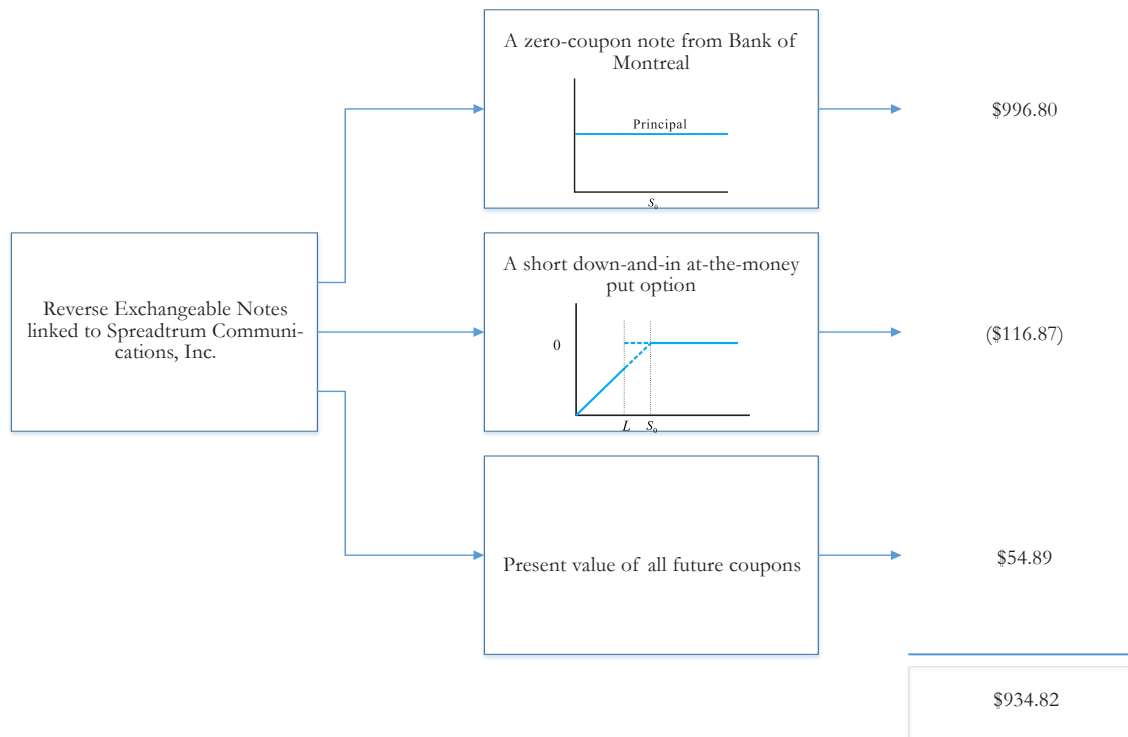 A zero-coupon note from Bank of
Montreal
Principal
S₀
$996.80
Reverse Exchangeable Notes
linked to Spreadtrum Communi-
cations, Inc.
A short down-and-in at-the-money
put option
0
L S₀
($116.87)
Present value of all future coupons
$54.89
$934.82